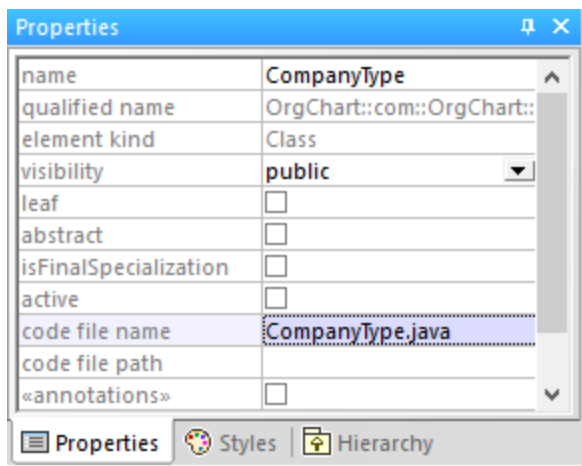 Properties
name CompanyType
qualified name OrgChart::com::OrgChart::
element kind Class
visibility public
leaf
abstract
isFinalSpecialization
active
code file name CompanyType.java
code file path
«annotations»
Properties Styles Hierarchy